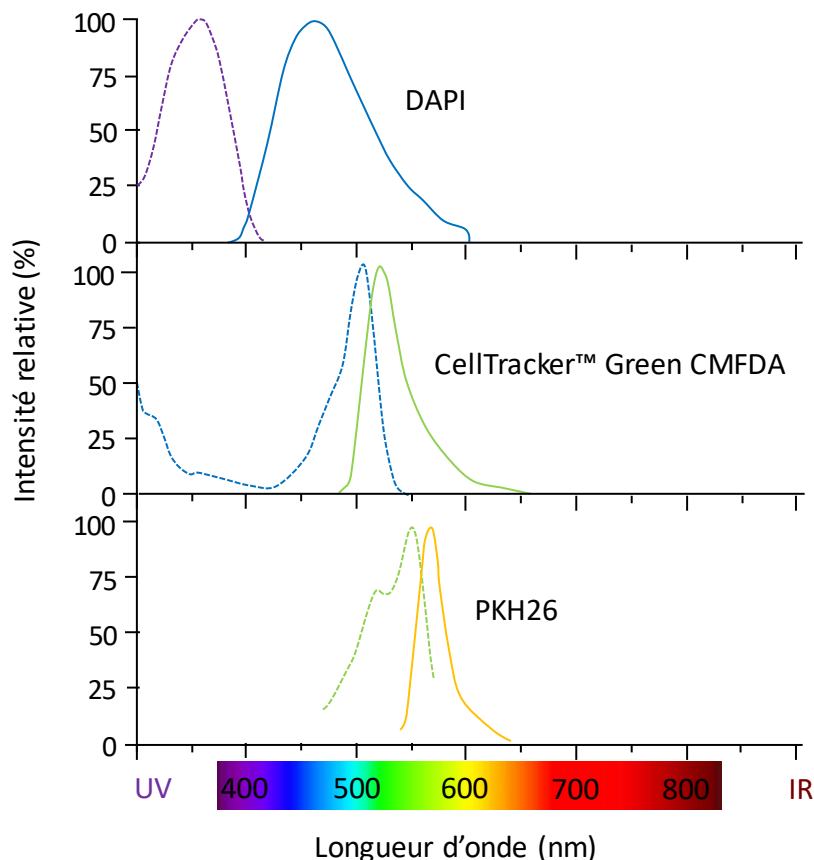 Intensité relative (%)
100
75
50
25
0
DAPI
100
75
50
25
0
CellTracker™ Green CMFDA
100
75
50
25
0
PKH26
UV 400 500 600 700 800 IR
Longueur d’onde (nm)